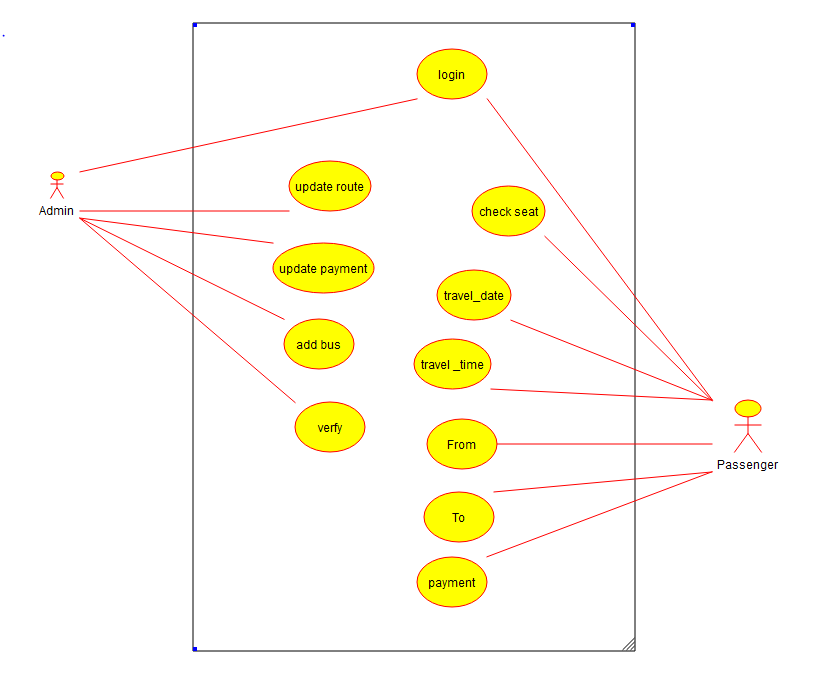 login
update route
Admin
check seat
update payment
travel_date
add bus
travel _time
verfy
From
Passenger
To
payment